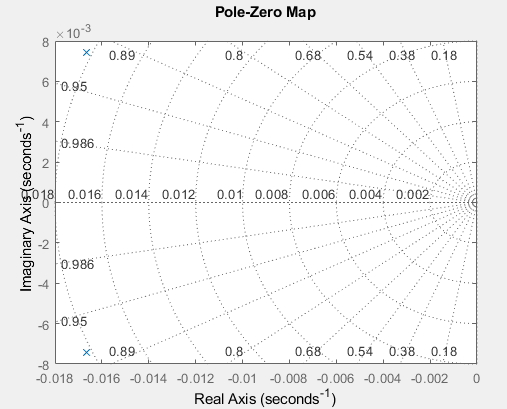 Pole-Zero Map
×10-3
8
0.89 0.8 0.68 0.54 0.38 0.18
6
0.95
4
0.986
2
0.018 0.016 0.014 0.012 0.01 0.008 0.006 0.004 0.002
0
-2
0.986
-4
-6
0.95
0.89 0.8 0.68 0.54 0.38 0.18
-8
-0.018 -0.016 -0.014 -0.012 -0.01 -0.008 -0.006 -0.004 -0.002 0
Real Axis (seconds-1)
Imaginary Axis (seconds-1)